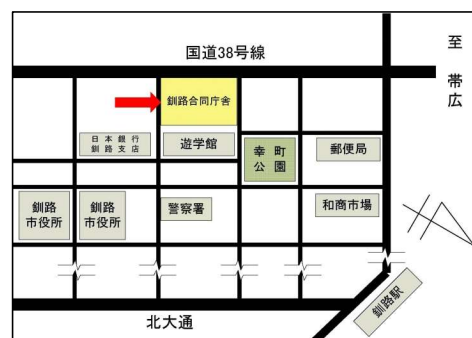 国道38号線
至
帯
広
釧路合同庁舎
日本銀行
釧路支店
遊学館
幸町
公園
郵便局
釧路
市役所
釧路
市役所
警察署
和商市場
釧路駅
北大通